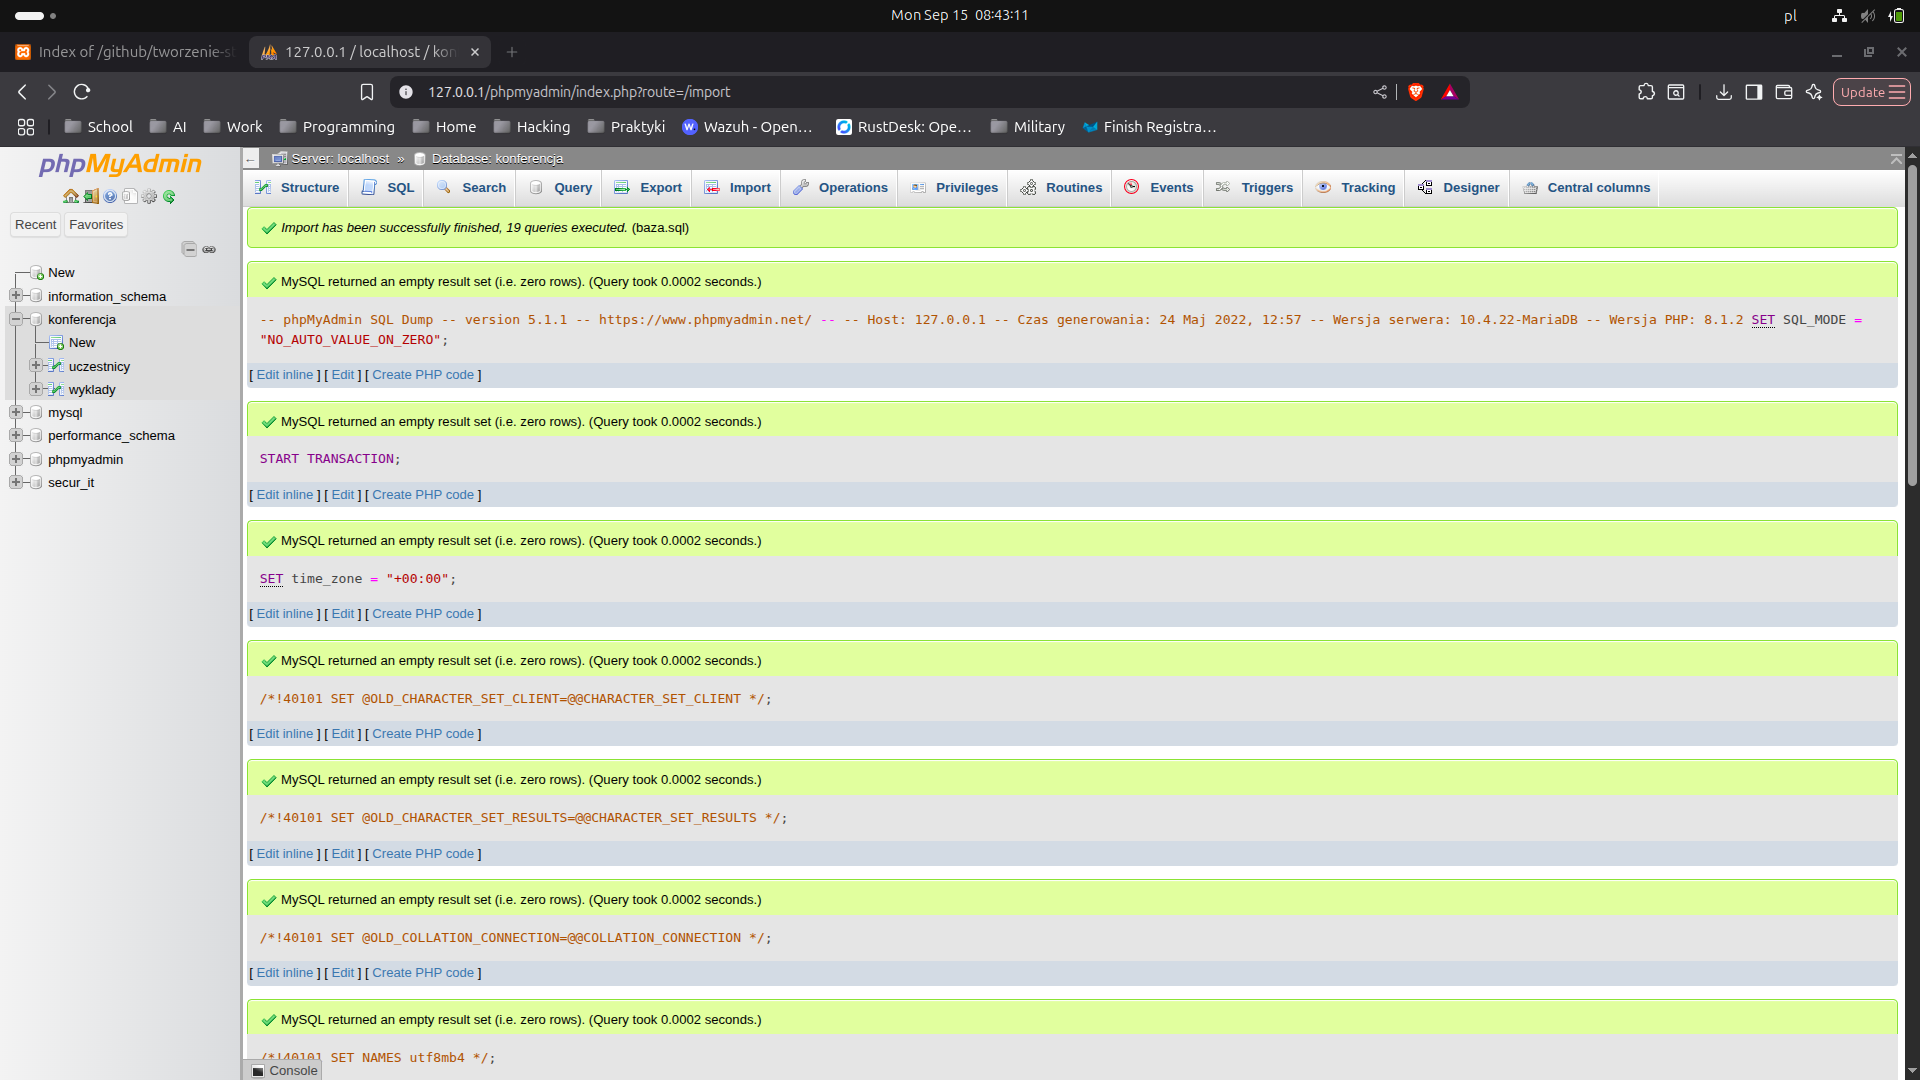 Mon Sep 15 08:43:11
pl
Index of /github/tworzenie-s
127.0.0.1 / localhost / kon
127.0.0.1/phpmyadmin/index.php?route=/import
Update
School
AI
Work
Programming
Home
Hacking
Praktyki
Wazuh - Open...
RustDesk: Ope...
Military
Finish Registra...
phpMyAdmin
Recent
Favorites
New
information_schema
konferencja
New
uczestnicy
wyklady
mysql
performance_schema
phpmyadmin
secur_it
Server: localhost » Database: konferencja
Structure
SQL
Search
Query
Export
Import
Operations
Privileges
Routines
Events
Triggers
Tracking
Designer
Central columns
Import has been successfully finished, 19 queries executed. (baza.sql)
MySQL returned an empty result set (i.e. zero rows). (Query took 0.0002 seconds.)
-- phpMyAdmin SQL Dump -- version 5.1.1 -- https://www.phpmyadmin.net/ -- -- Host: 127.0.0.1 -- Czas generowania: 24 Maj 2022, 12:57 -- Wersja serwera: 10.4.22-MariaDB -- Wersja PHP: 8.1.2 SET SQL_MODE =
"NO_AUTO_VALUE_ON_ZERO";
[ Edit inline ] [ Edit ] [ Create PHP code ]
MySQL returned an empty result set (i.e. zero rows). (Query took 0.0002 seconds.)
START TRANSACTION;
[ Edit inline ] [ Edit ] [ Create PHP code ]
MySQL returned an empty result set (i.e. zero rows). (Query took 0.0002 seconds.)
SET time_zone = "+00:00";
[ Edit inline ] [ Edit ] [ Create PHP code ]
MySQL returned an empty result set (i.e. zero rows). (Query took 0.0002 seconds.)
/*!40101 SET @OLD_CHARACTER_SET_CLIENT=@@CHARACTER_SET_CLIENT */;
[ Edit inline ] [ Edit ] [ Create PHP code ]
MySQL returned an empty result set (i.e. zero rows). (Query took 0.0002 seconds.)
/*!40101 SET @OLD_CHARACTER_SET_RESULTS=@@CHARACTER_SET_RESULTS */;
[ Edit inline ] [ Edit ] [ Create PHP code ]
MySQL returned an empty result set (i.e. zero rows). (Query took 0.0002 seconds.)
/*!40101 SET @OLD_COLLATION_CONNECTION=@@COLLATION_CONNECTION */;
[ Edit inline ] [ Edit ] [ Create PHP code ]
MySQL returned an empty result set (i.e. zero rows). (Query took 0.0002 seconds.)
/*!40101 SET NAMES utf8mb4 */;
Console